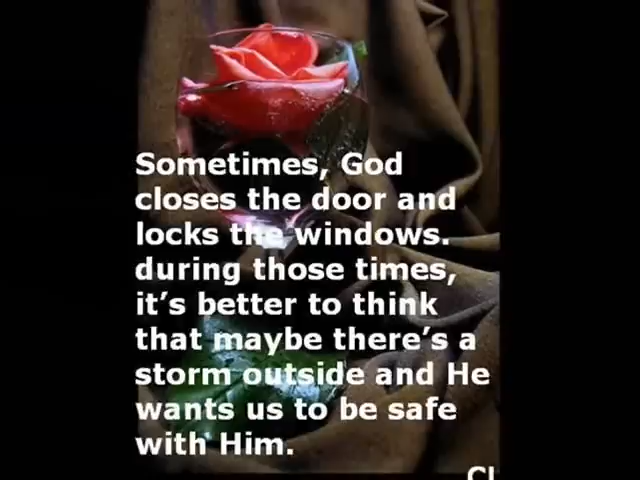 Sometimes, God
closes the door and
locks the windows.
during those times,
it's better to think
that maybe there's a
storm outside and He
wants us to be safe
with Him.